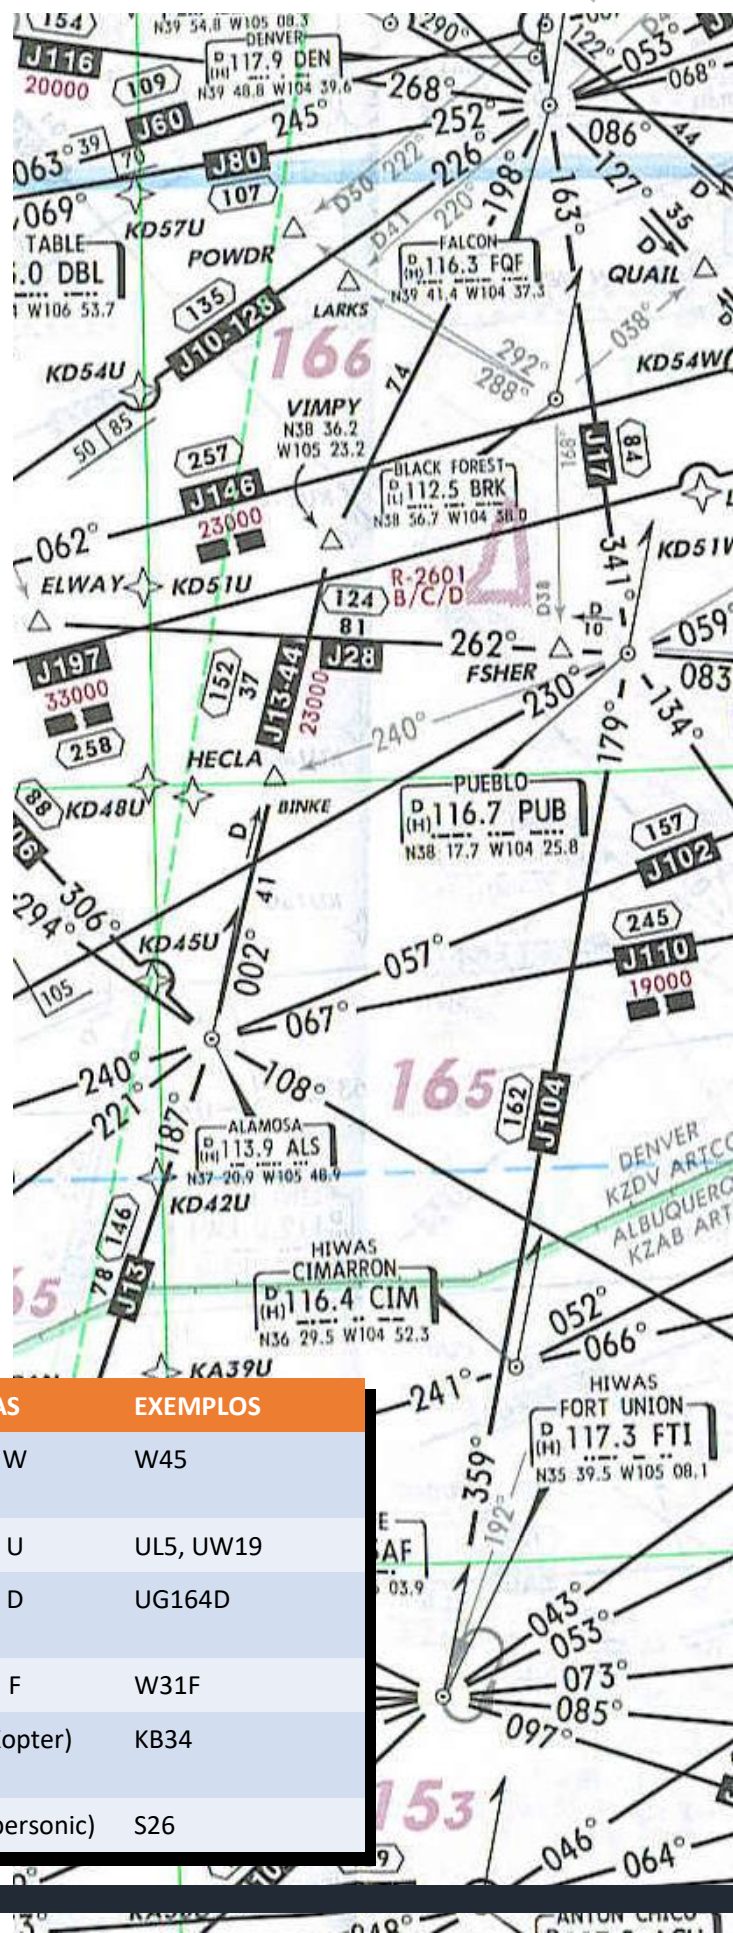 154
N39 54.8 W105 08.3
290°
122°
053°
068°
J116
20000
DENVER
D (H) 117.9 DEN
N39 48.8 W104 39.6
268°
109
J60
245°
252°
086°
44
063°
39
70
J80
107
226°
222°
D50
198°
127°
D
069°
KD57U
220°
D41
163°
35
D
TABLE
.0 DBL
W106 53.7
POWDR
FALCON
D (H) 116.3 FQF
N39 41.4 W104 37.3
QUAIL
135
LARKS
J10-128
166
292°
288°
038°
KD54U
74
KD54W
VIMPY
N38 36.2
W105 23.2
50
85
257
J146
23000
168°
J17
84
BLACK FOREST
D (L) 112.5 BRK
N38 56.7 W104 38.0
062°
341°
KD51W
ELWAY
KD51U
R-2601
B/C/D
124
81
J28
D38
D
10
262°
FSHER
059°
083
J197
33000
258
152
37
J13-44
23000
230°
240°
179°
134°
HECLA
88
KD48U
BINKE
PUEBLO
D (H) 116.7 PUB
N38 17.7 W104 25.8
157
J102
D
41
306°
294°
KD45U
245
J110
19000
002°
057°
105
067°
240°
221°
108°
165
162
J104
187°
ALAMOSA
D (H) 113.9 ALS
N37 20.9 W105 48.9
DENVER
KZDV ARTCC
KD42U
ALBUQUERQ
KZAB ART
146
78
J13
65
HIWAS
CIMARRON
D (H) 116.4 CIM
N36 29.5 W104 52.3
052°
066°
KA39U
241°
HIWAS
FORT UNION
D (H) 117.3 FTI
N35 39.5 W105 08.1
AS EXEMPLOS
W W45
U UL5, UW19
D UG164D
F W31F
opter) KB34
personic) S26
359°
192°
E
SAF
03.9
043°
053°
073°
085°
097°
153
9
046°
064°
048°
ANTON CHICO